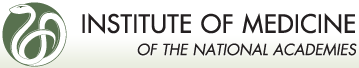 INSTITUTE OF MEDICINE
OF THE NATIONAL ACADEMIES